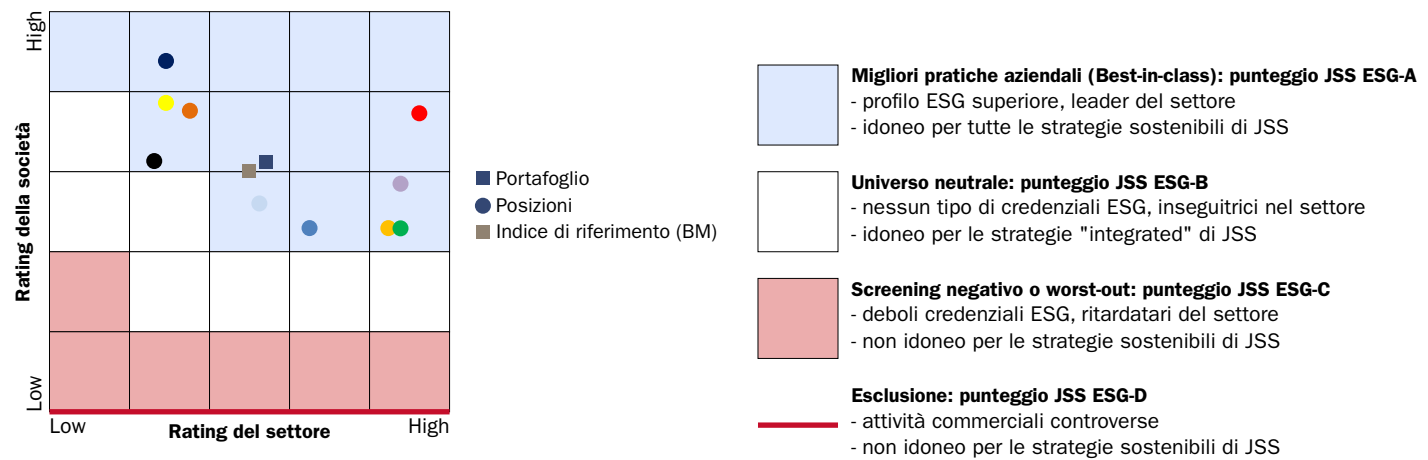 High
Rating della società
Low
Low
Rating del settore
High
Portafoglio
Posizioni
Indice di riferimento (BM)
Migliori pratiche aziendali (Best-in-class): punteggio JSS ESG-A
- profilo ESG superiore, leader del settore
- idoneo per tutte le strategie sostenibili di JSS
Universo neutrale: punteggio JSS ESG-B
- nessun tipo di credenziali ESG, inseguitrici nel settore
- idoneo per le strategie "integrated" di JSS
Screening negativo o worst-out: punteggio JSS ESG-C
- deboli credenziali ESG, ritardatari del settore
- non idoneo per le strategie sostenibili di JSS
Esclusione: punteggio JSS ESG-D
- attività commerciali controverse
- non idoneo per le strategie sostenibili di JSS